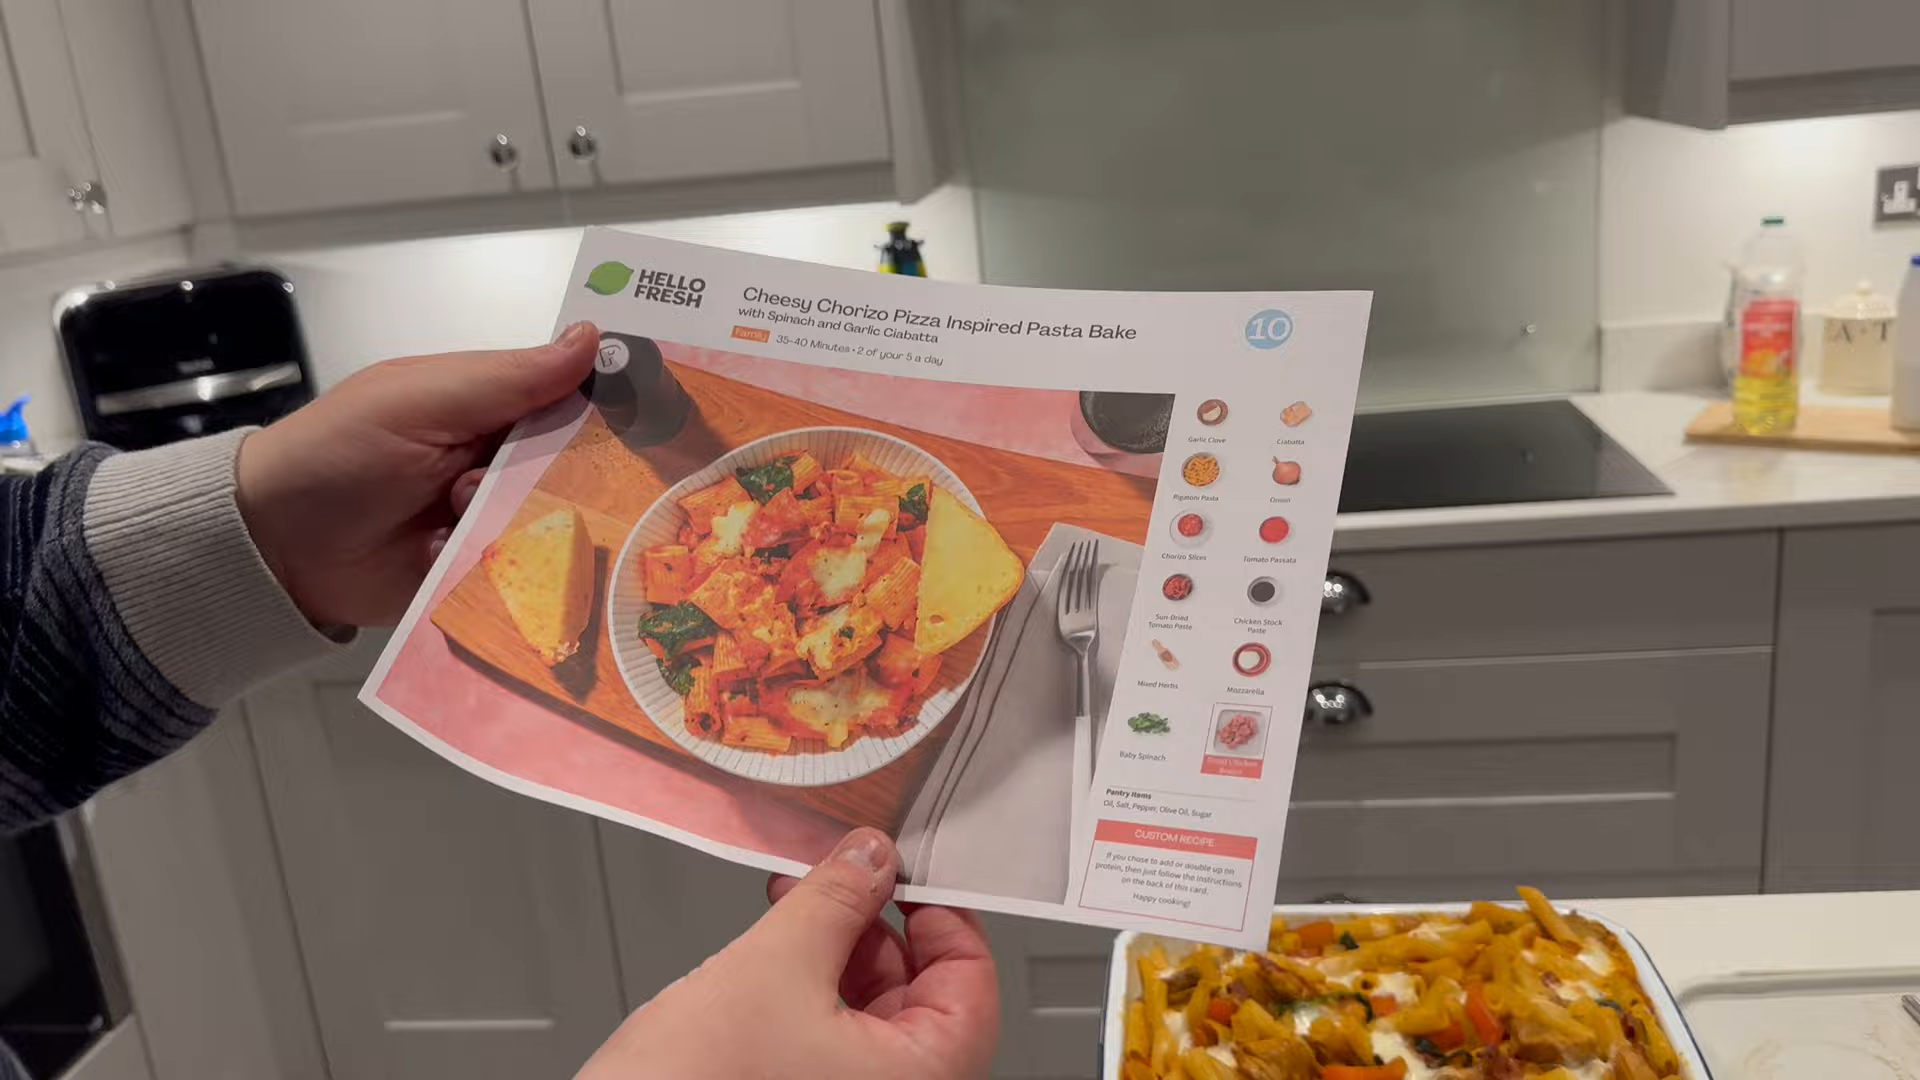 HELLO
FRESH
Cheesy Chorizo Pizza Inspired Pasta Bake
with Spinach and Garlic Ciabatta
Family 35-40 Minutes • 2 of your 5 a day
10
Garlic Clove
Ciabatta
Rigatoni Pasta
Onion
Chorizo Slices
Tomato Passata
Sun-Dried
Tomato Paste
Chicken Stock
Paste
Mixed Herbs
Mozzarella
Baby Spinach
Diced Chicken
Breast
Pantry Items
Oil, Salt, Pepper, Olive Oil, Sugar
CUSTOM RECIPE
If you chose to add or double up on
protein, then just follow the instructions
on the back of this card.
Happy cooking!
A T